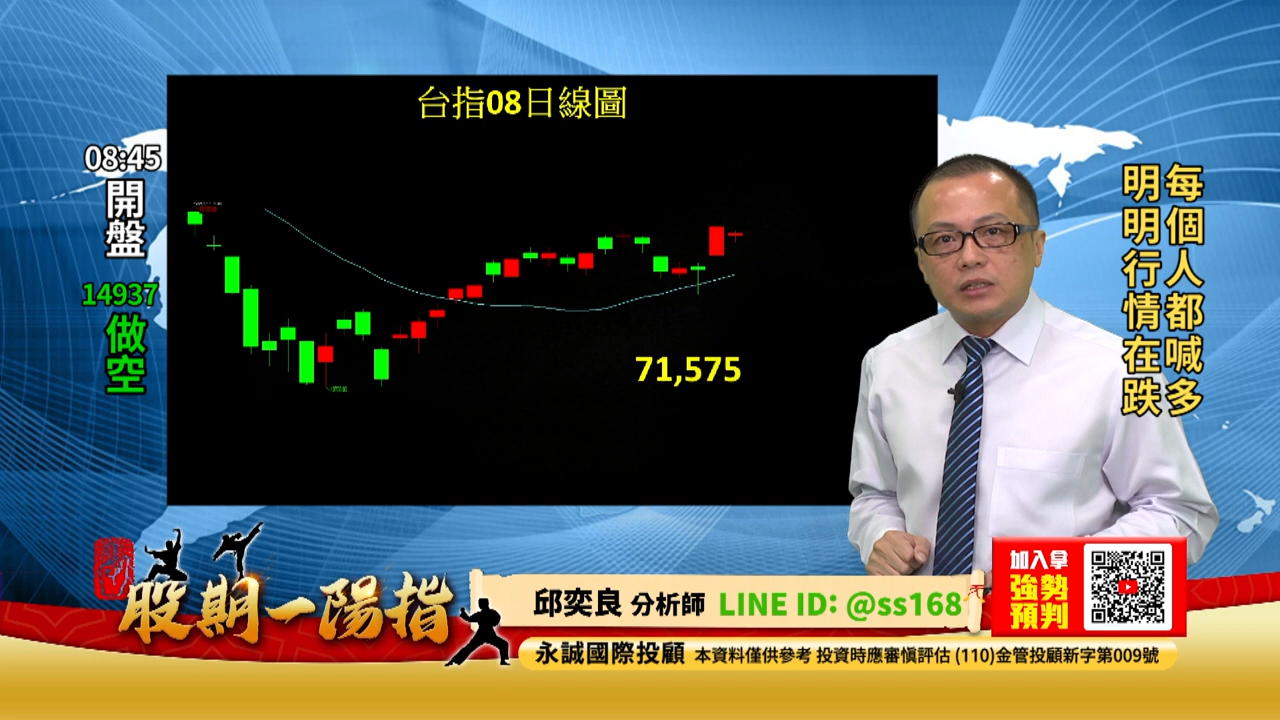 台指08日線圖
08:45
開盤
14937
做空
71,575
每個人都喊多
明明行情在跌
股期一陽指
邱奕良 分析師 LINE ID: @ss168
加入拿
強勢
預判
永誠國際投顧 本資料僅供參考 投資時應審慎評估 (110)金管投顧新字第009號